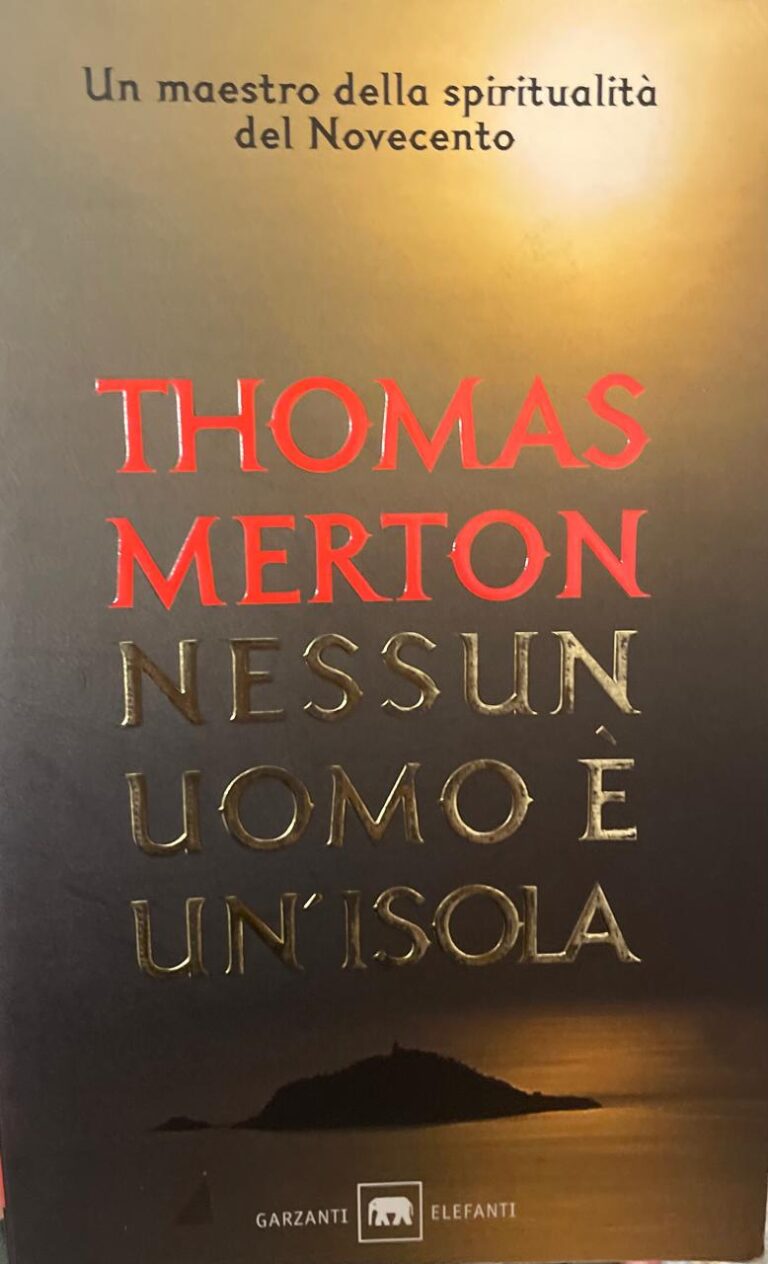 Un maestro della spiritualità
del Novecento
THOMAS
MERTON
NESSUN
UOMO È
UN'ISOLA
GARZANTI ELEFANTI